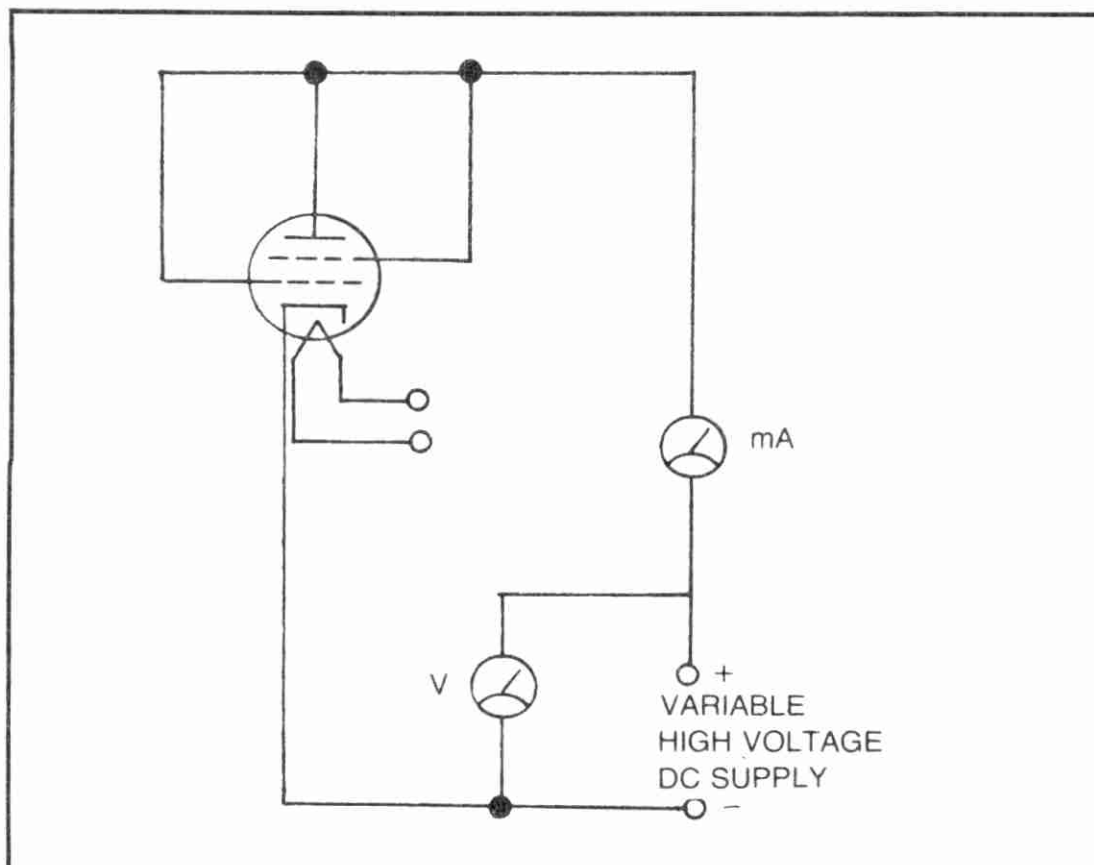 mA
V
+
VARIABLE
HIGH VOLTAGE
DC SUPPLY
-